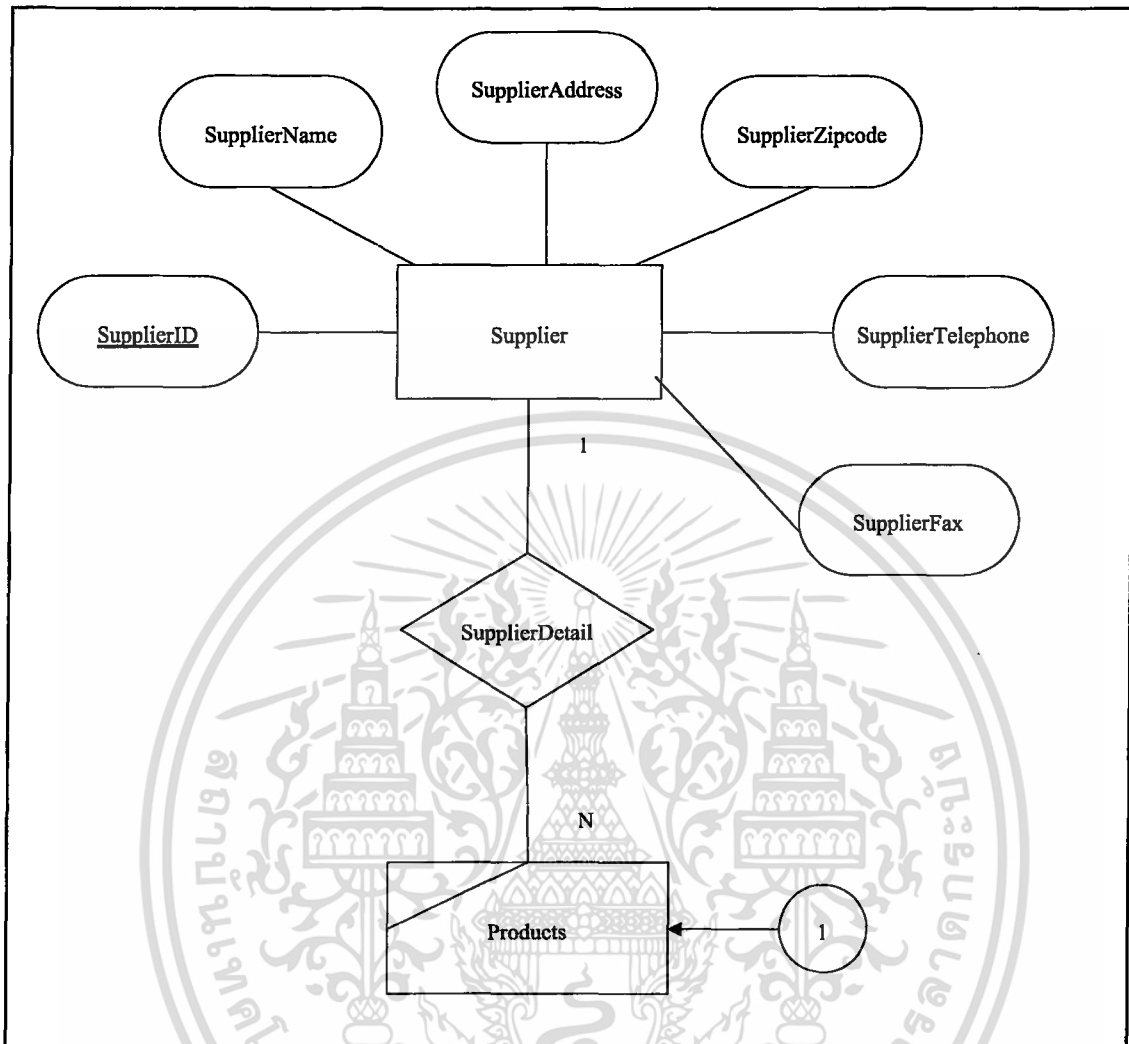 SupplierAddress
SupplierName
SupplierZipcode
SupplierID
Supplier
SupplierTelephone
1
SupplierFax
SupplierDetail
N
Products
1